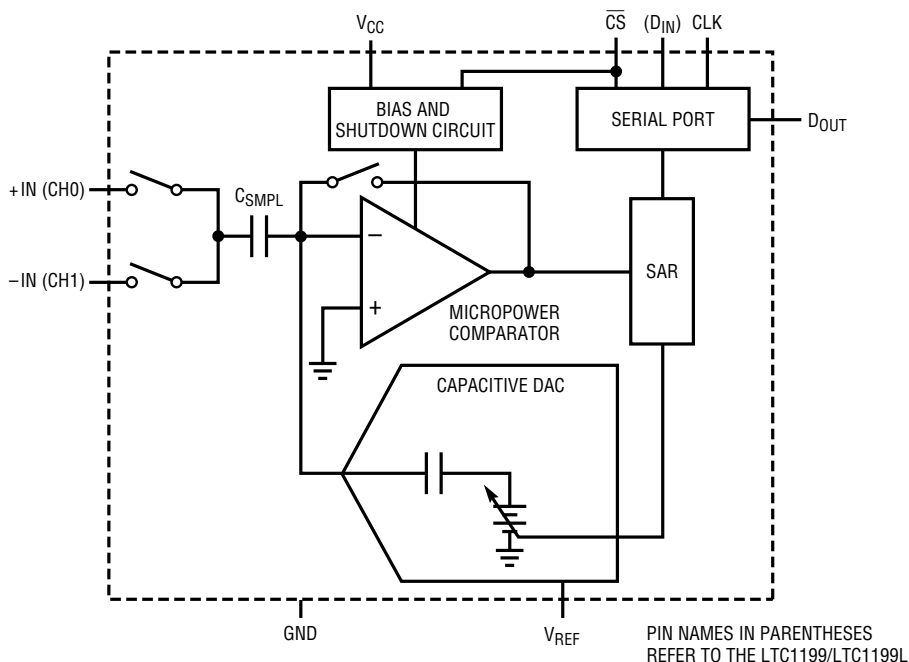 VCC
CS
(DIN)
CLK
BIAS AND
SHUTDOWN CIRCUIT
SERIAL PORT
DOUT
+IN (CH0)
CSMPL
−IN (CH1)
−
+
SAR
MICROPOWER
COMPARATOR
CAPACITIVE DAC
GND
VREF
PIN NAMES IN PARENTHESES
REFER TO THE LTC1199/LTC1199L